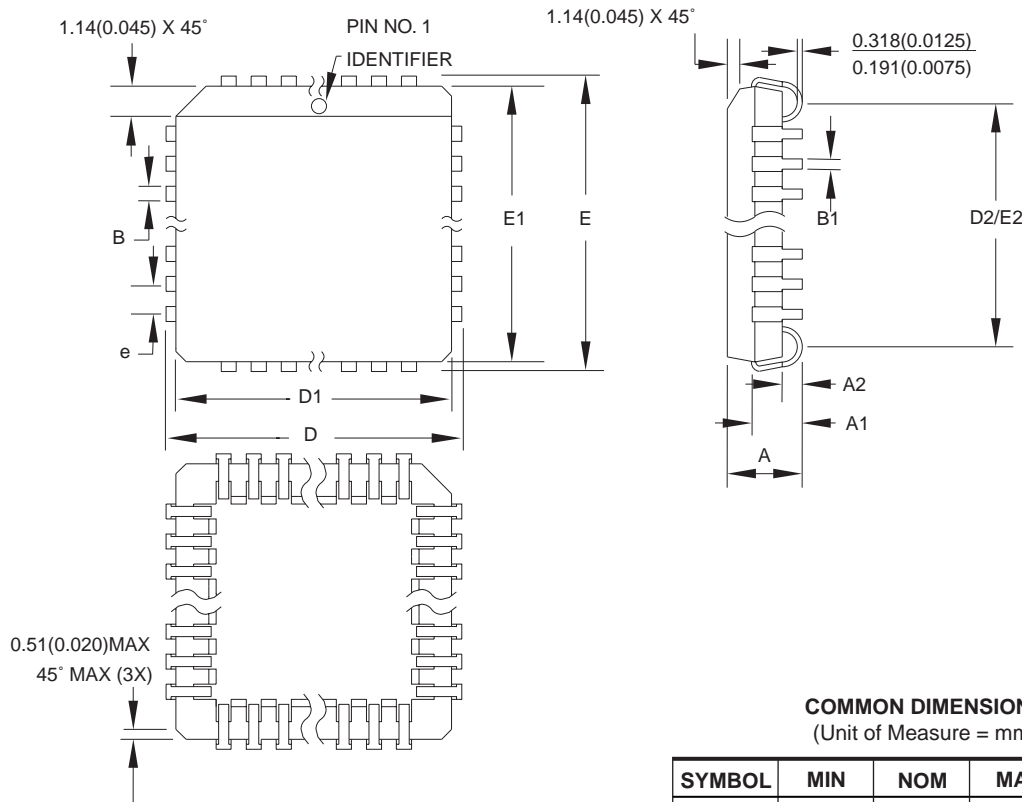 1.14(0.045) X 45˚
PIN NO. 1
IDENTIFIER
1.14(0.045) X 45˚
0.318(0.0125)
0.191(0.0075)
B
e
E1
E
B1
D2/E2
D1
D
A2
A1
A
0.51(0.020)MAX
45˚ MAX (3X)
COMMON DIMENSION
(Unit of Measure = mm
SYMBOL MIN NOM MA